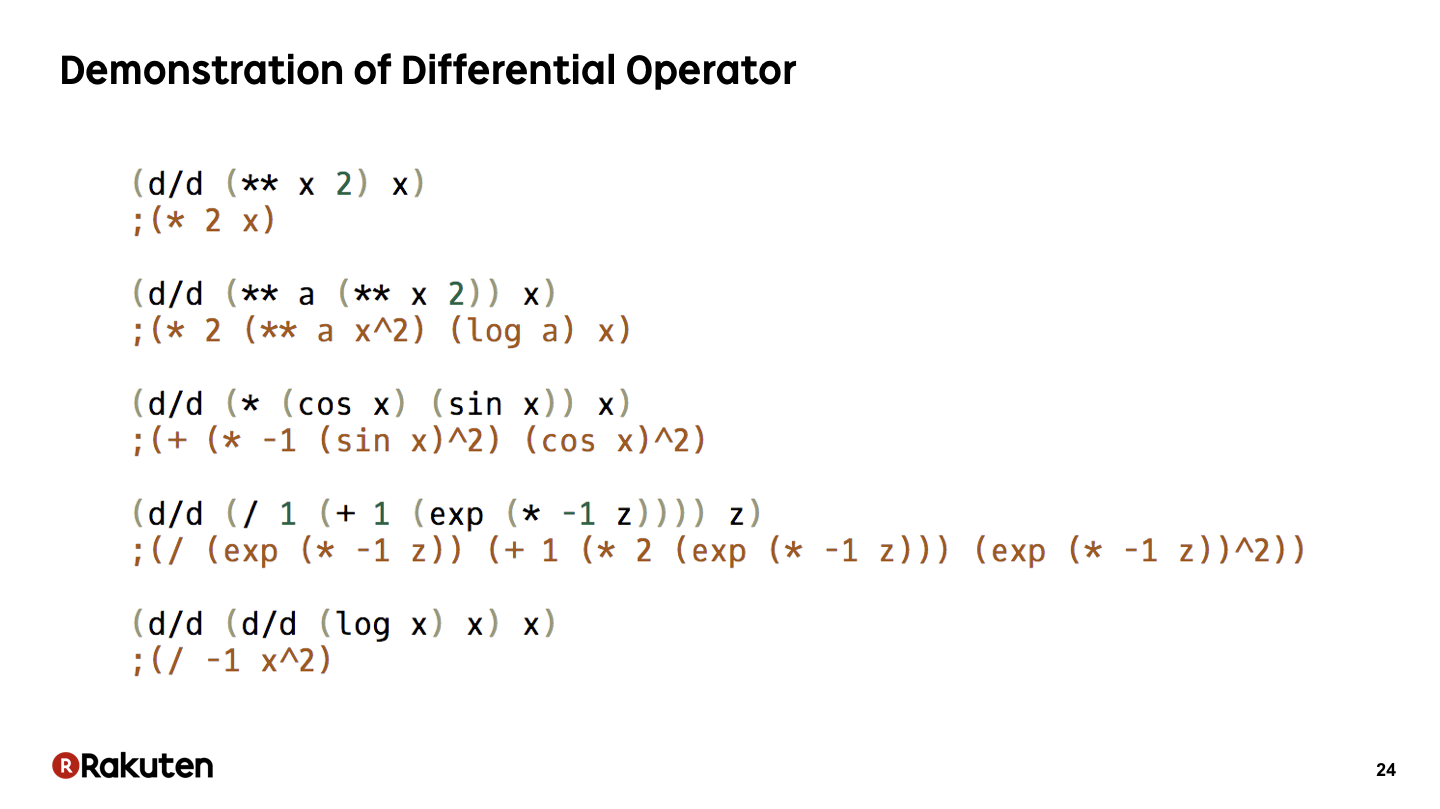 Demonstration of Differential Operator
(d/d (** x 2) x)
;(* 2 x)
(d/d (** a (** x 2)) x)
;(* 2 (** a x^2) (log a) x)
(d/d (* (cos x) (sin x)) x)
;(+ (* -1 (sin x)^2) (cos x)^2)
(d/d (/ 1 (+ 1 (exp (* -1 z)))) z)
;(/ (exp (* -1 z)) (+ 1 (* 2 (exp (* -1 z))) (exp (* -1 z))^2))
(d/d (d/d (log x) x) x)
;(/ -1 x^2)
R Rakuten
24